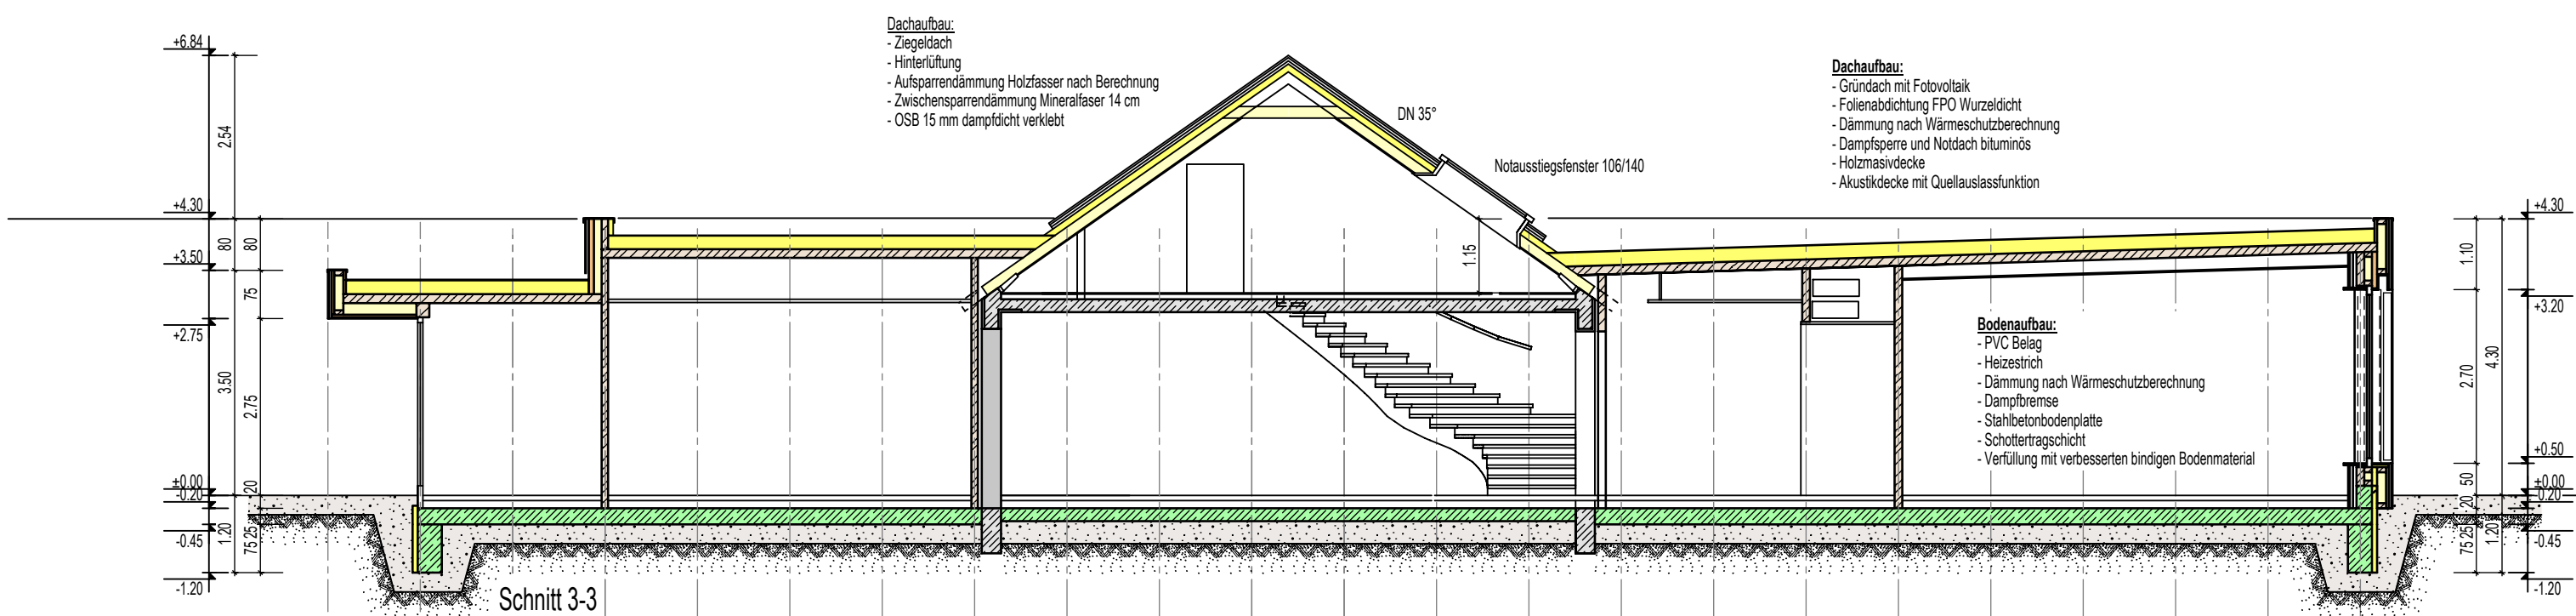 Dachaufbau:
- Ziegeldach
- Hinterlüftung
- Aufsparrendämmung Holzfasser nach Berechnung
- Zwischensparrendämmung Mineralfaser 14 cm
- OSB 15 mm dampfdicht verklebt
DN 35°
Notausstiegsfenster 106/140
Dachaufbau:
- Gründach mit Fotovoltaik
- Folienabdichtung FPO Wurzeldicht
- Dämmung nach Wärmeschutzberechnung
- Dampfsperre und Notdach bituminös
- Holzmasivdecke
- Akustikdecke mit Quellauslassfunktion
Bodenaufbau:
- PVC Belag
- Heizestrich
- Dämmung nach Wärmeschutzberechnung
- Dampfbremse
- Stahlbetonbodenplatte
- Schottertragschicht
- Verfüllung mit verbesserten bindigen Bodenmaterial
+6.84
+4.30
+3.50
+2.75
±0.00
-0.20
-0.45
-1.20
2.54
80
3.50
1.20
80
75
2.75
20
25
75
1.15
1.10
2.70
50
20
25
75
4.30
1.20
+4.30
+3.20
+0.50
±0.00
-0.20
-0.45
-1.20
Schnitt 3-3